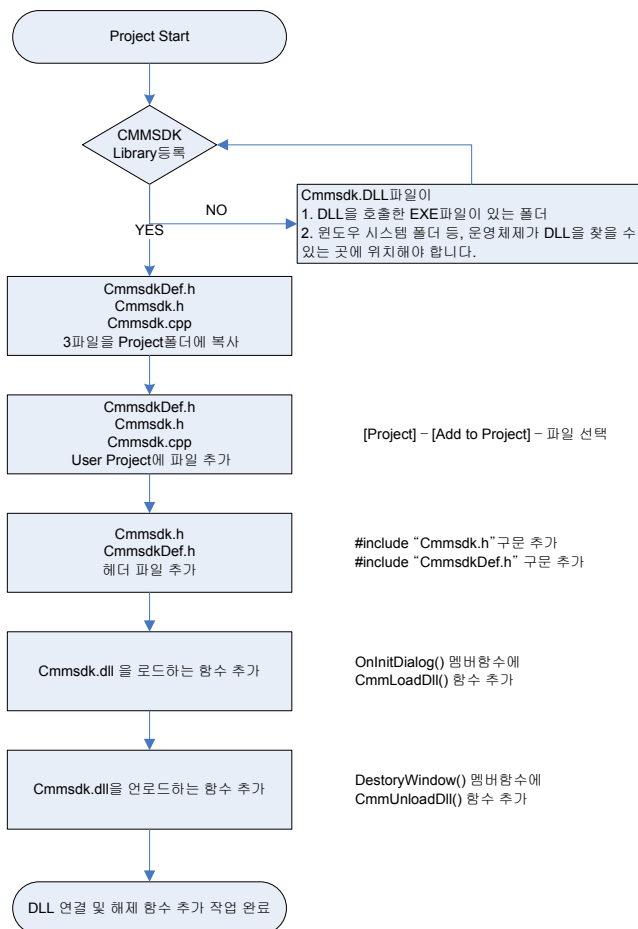 Project Start
CMMSDK
Library등록
NO
YES
Cmmsdk.DLL파일이
1. DLL을 호출한 EXE파일이 있는 폴더
2. 윈도우 시스템 폴더 등, 운영체제가 DLL을 찾을 수
있는 곳에 위치해야 합니다.
CmmsdkDef.h
Cmmsdk.h
Cmmsdk.cpp
3파일을 Project폴더에 복사
CmmsdkDef.h
Cmmsdk.h
Cmmsdk.cpp
User Project에 파일 추가
[Project] – [Add to Project] – 파일 선택
Cmmsdk.h
CmmsdkDef.h
헤더 파일 추가
#include “Cmmsdk.h”구문 추가
#include “CmmsdkDef.h” 구문 추가
Cmmsdk.dll 을 로드하는 함수 추가
OnInitDialog() 멤버함수에
CmmLoadDll() 함수 추가
Cmmsdk.dll을 언로드하는 함수 추가
DestoryWindow() 멤버함수에
CmmUnloadDll() 함수 추가
DLL 연결 및 해제 함수 추가 작업 완료